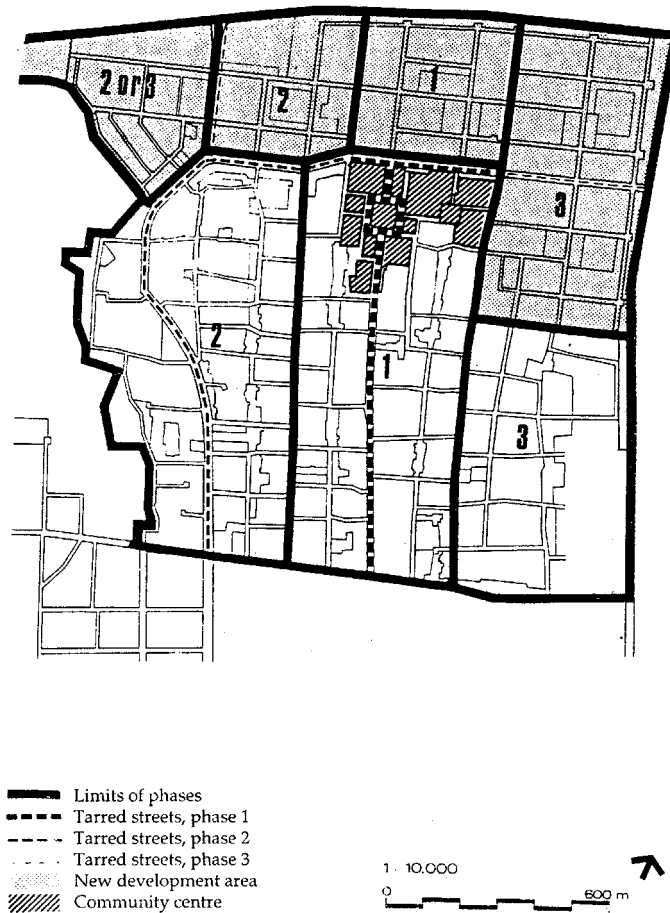 2 or 3
2
1
3
2
1
3
Limits of phases
Tarred streets, phase 1
Tarred streets, phase 2
Tarred streets, phase 3
New development area
Community centre
1 : 10.000
0 600 m